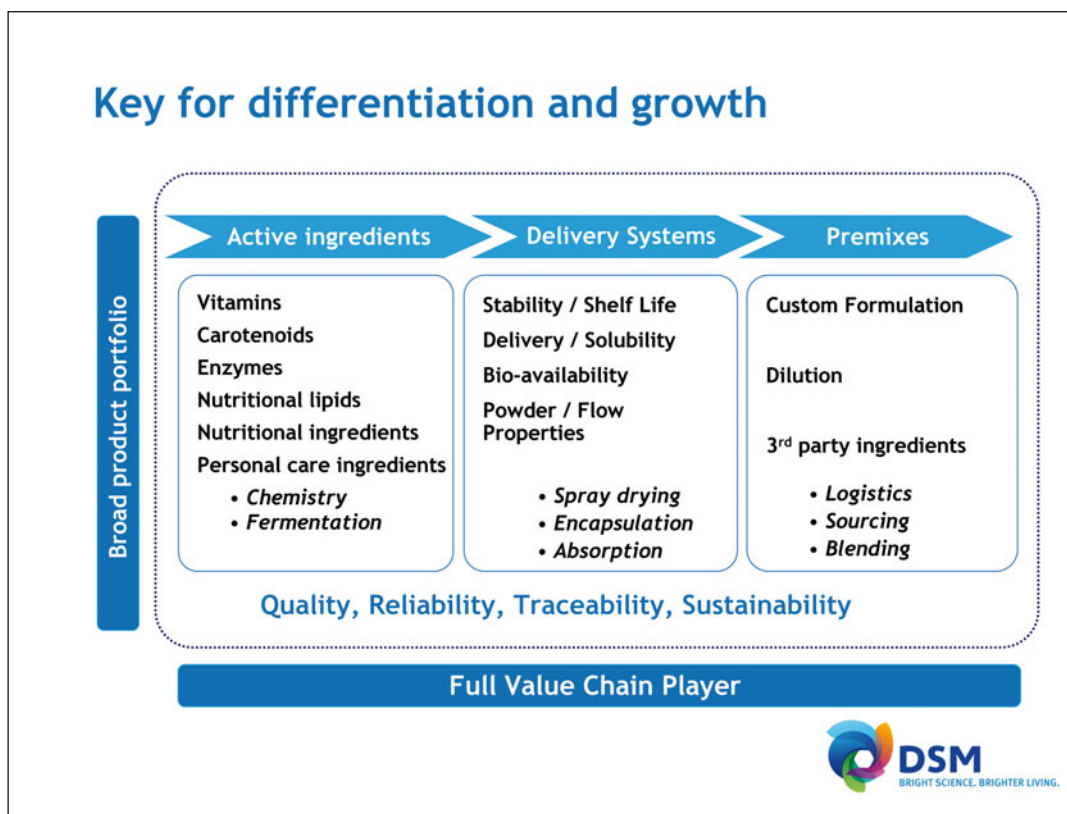 Key for differentiation and growth
Broad product portfolio
Active ingredients
Vitamins
Carotenoids
Enzymes
Nutritional lipids
Nutritional ingredients
Personal care ingredients
• Chemistry
• Fermentation
Delivery Systems
Stability / Shelf Life
Delivery / Solubility
Bio-availability
Powder / Flow
Properties
• Spray drying
• Encapsulation
• Absorption
Premixes
Custom Formulation
Dilution
3rd party ingredients
• Logistics
• Sourcing
• Blending
Quality, Reliability, Traceability, Sustainability
Full Value Chain Player
DSM
BRIGHT SCIENCE. BRIGHTER LIVING.